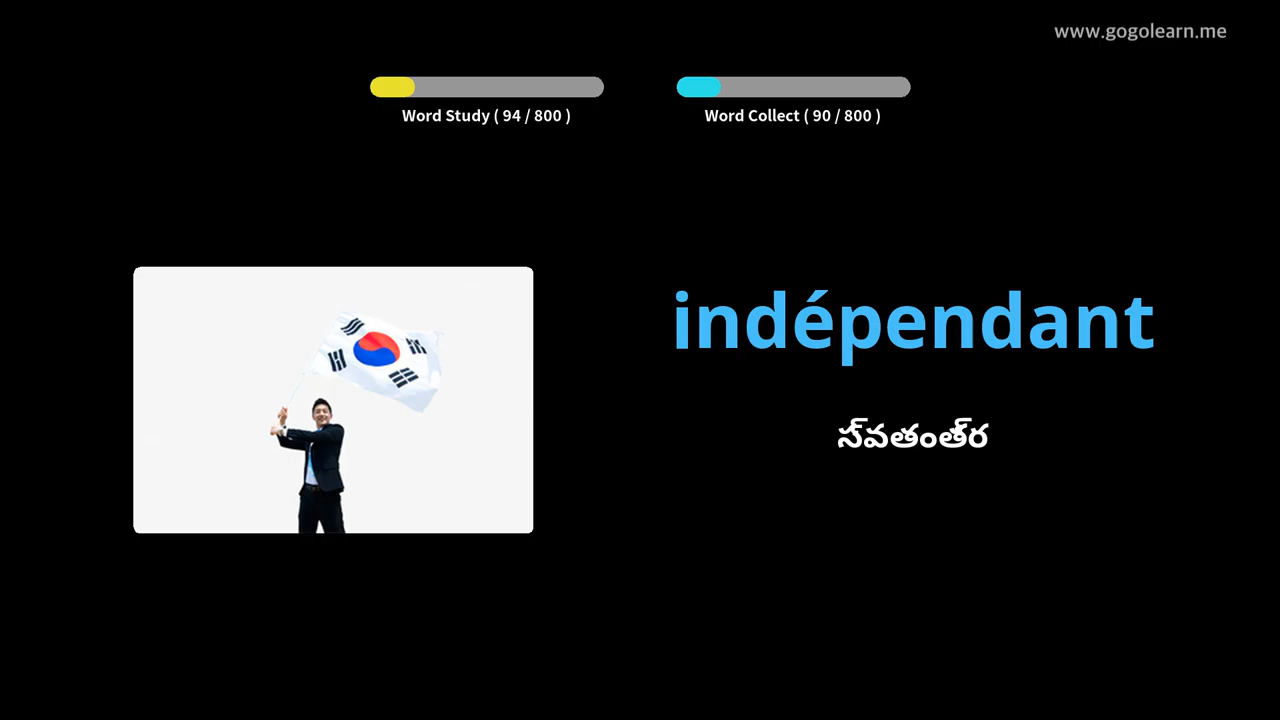 www.gogolearn.me
Word Study ( 94 / 800 )
Word Collect ( 90 / 800 )
indépendant
స్వతంత్ర